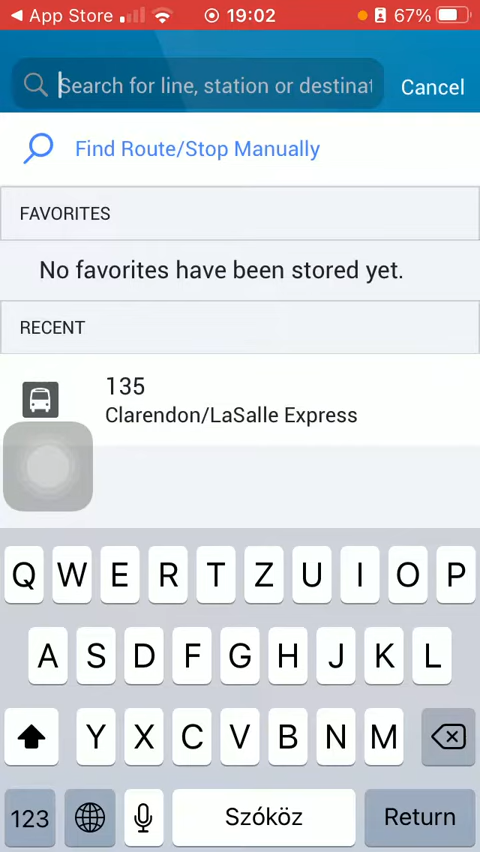 App Store 19:02 67%
Search for line, station or destinat Cancel
Find Route/Stop Manually
FAVORITES
No favorites have been stored yet.
RECENT
135
Clarendon/LaSalle Express
Q W E R T Z U I O P
A S D F G H J K L
Y X C V B N M
123 Szóköz Return